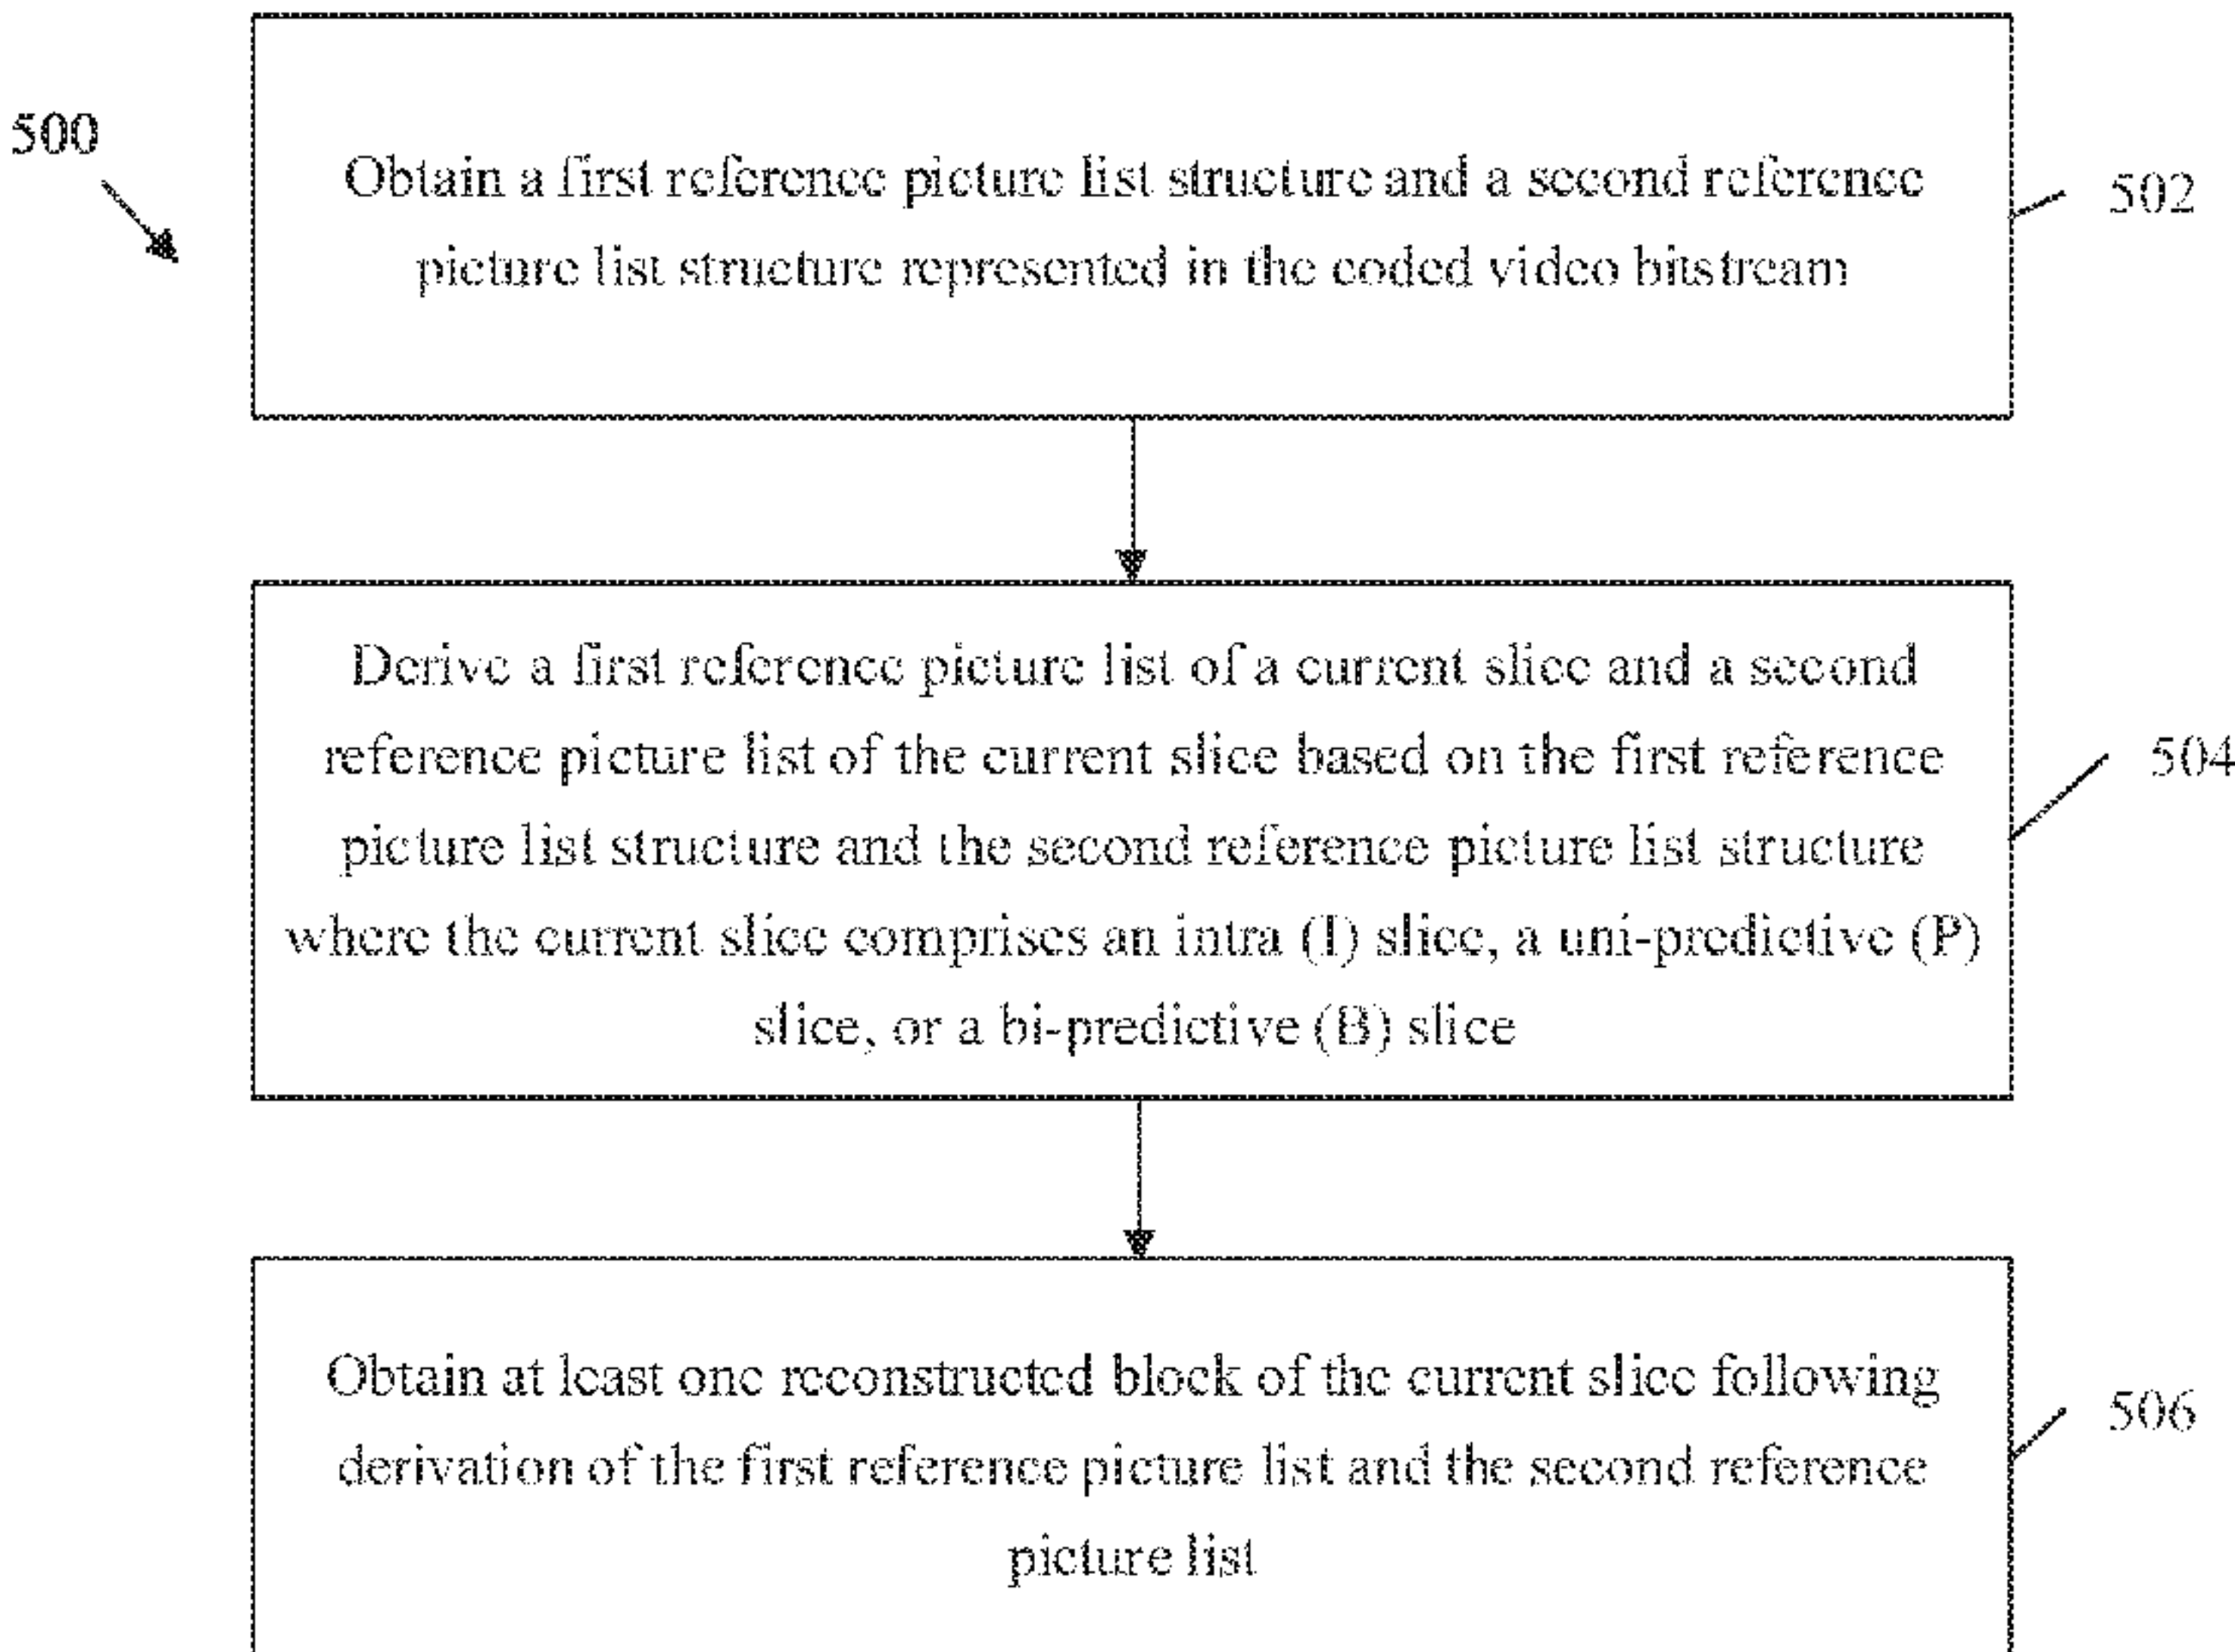 500
Obtain a first reference picture list structure and a second reference
picture list structure represented in the coded video bitstream
502
Derive a first reference picture list of a current slice and a second
reference picture list of the current slice based on the first reference
picture list structure and the second reference picture list structure
where the current slice comprises an intra (I) slice, a uni-predictive (P)
slice, or a bi-predictive (B) slice
504
Obtain at least one reconstructed block of the current slice following
derivation of the first reference picture list and the second reference
picture list
506